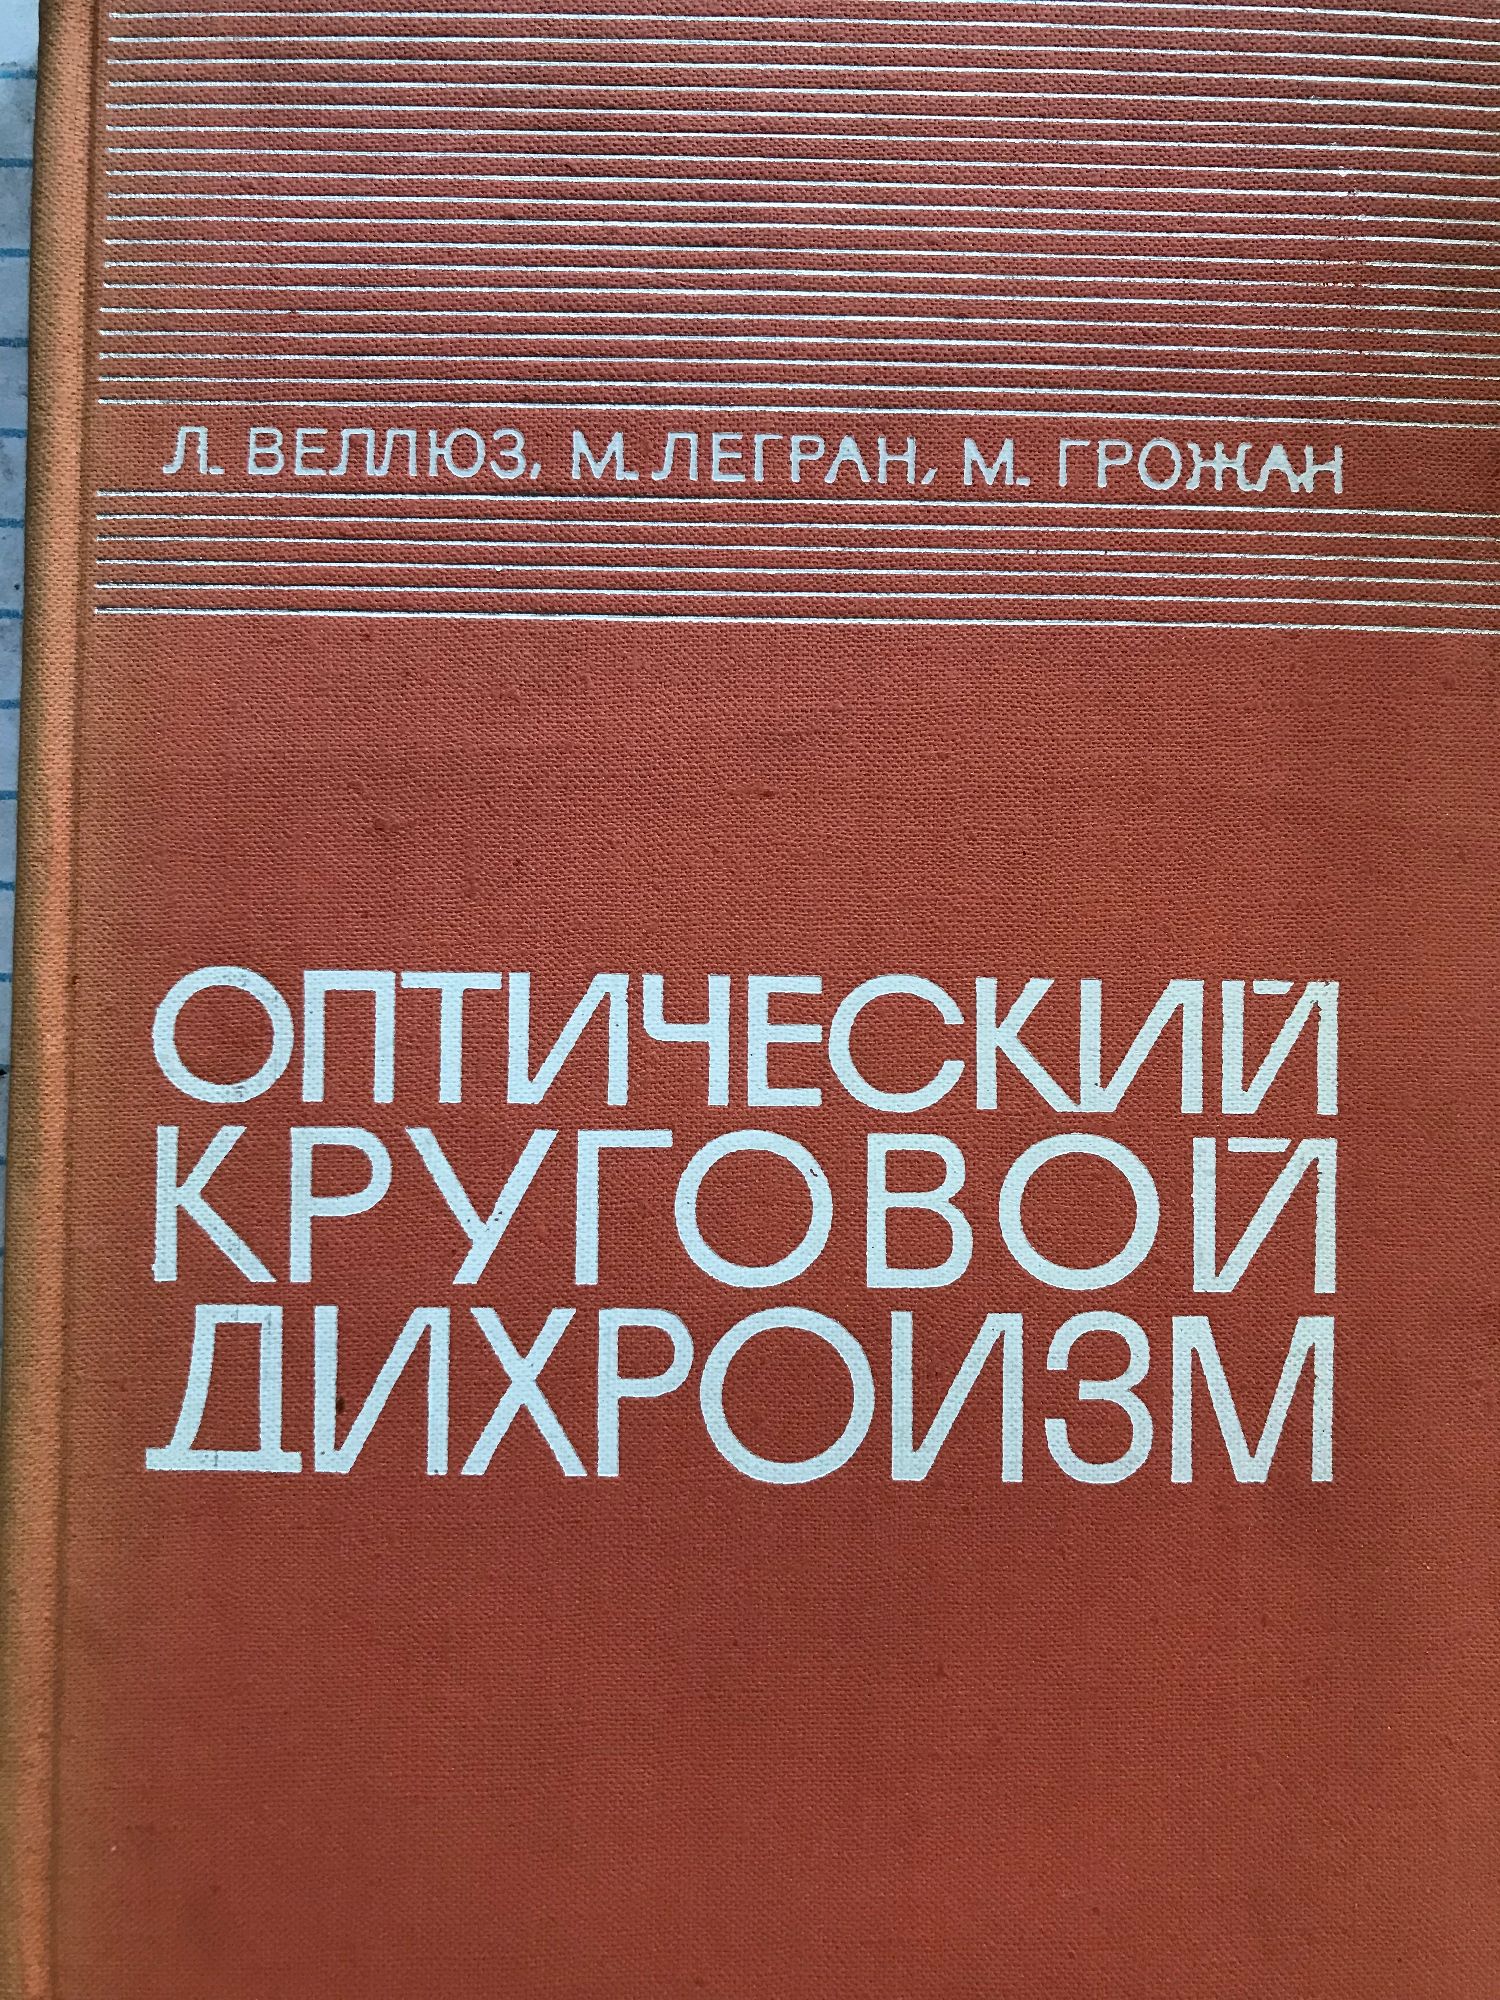 Л. ВЕЛЛЮЗ, М. ЛЕГРАН, М. ГРОЖАН
ОПТИЧЕСКИЙ
КРУГОВОЙ
ДИХРОИЗМ